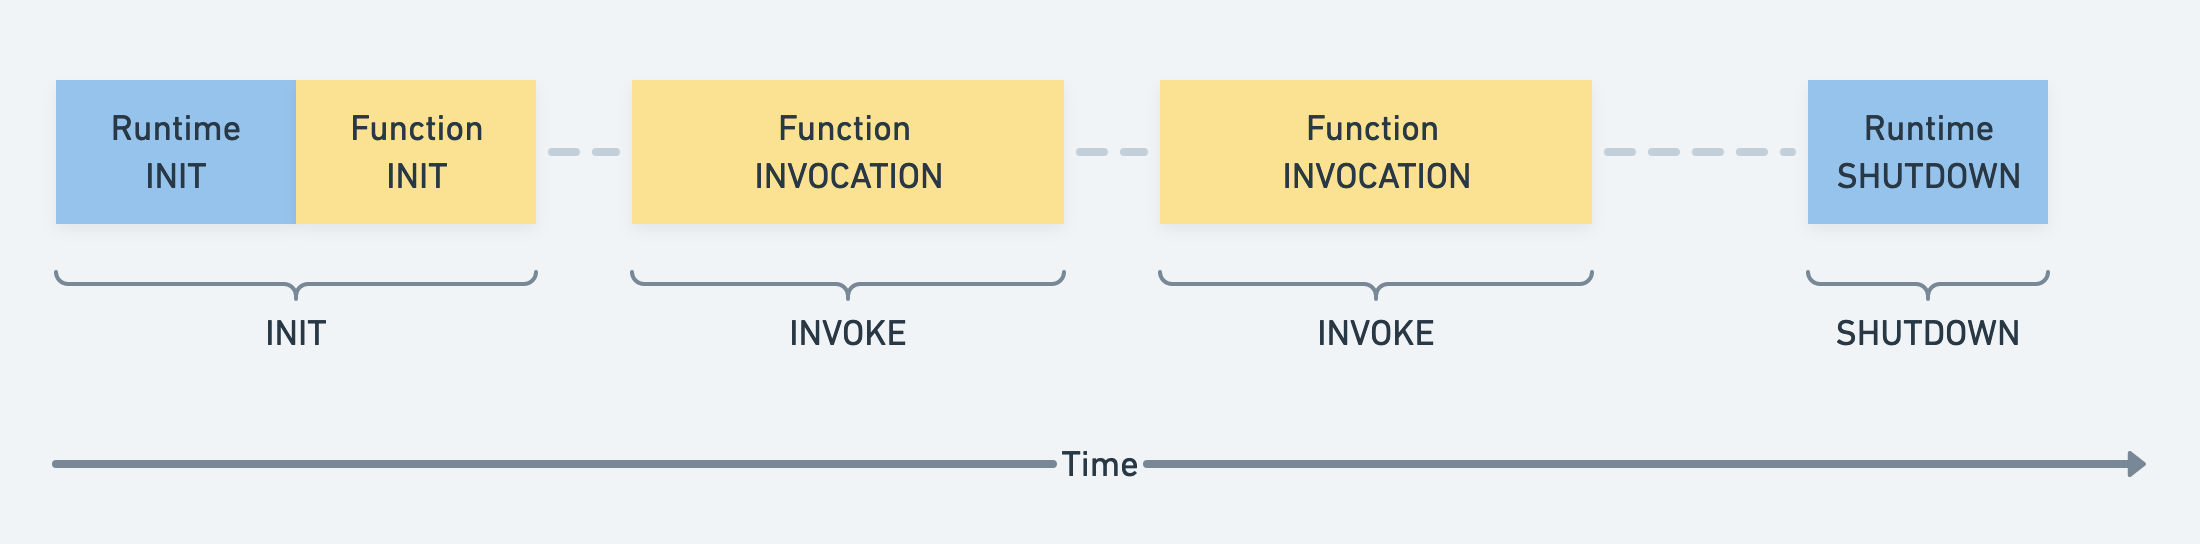 Runtime
INIT
Function
INIT
Function
INVOCATION
Function
INVOCATION
Runtime
SHUTDOWN
INIT
INVOKE
INVOKE
SHUTDOWN
Time